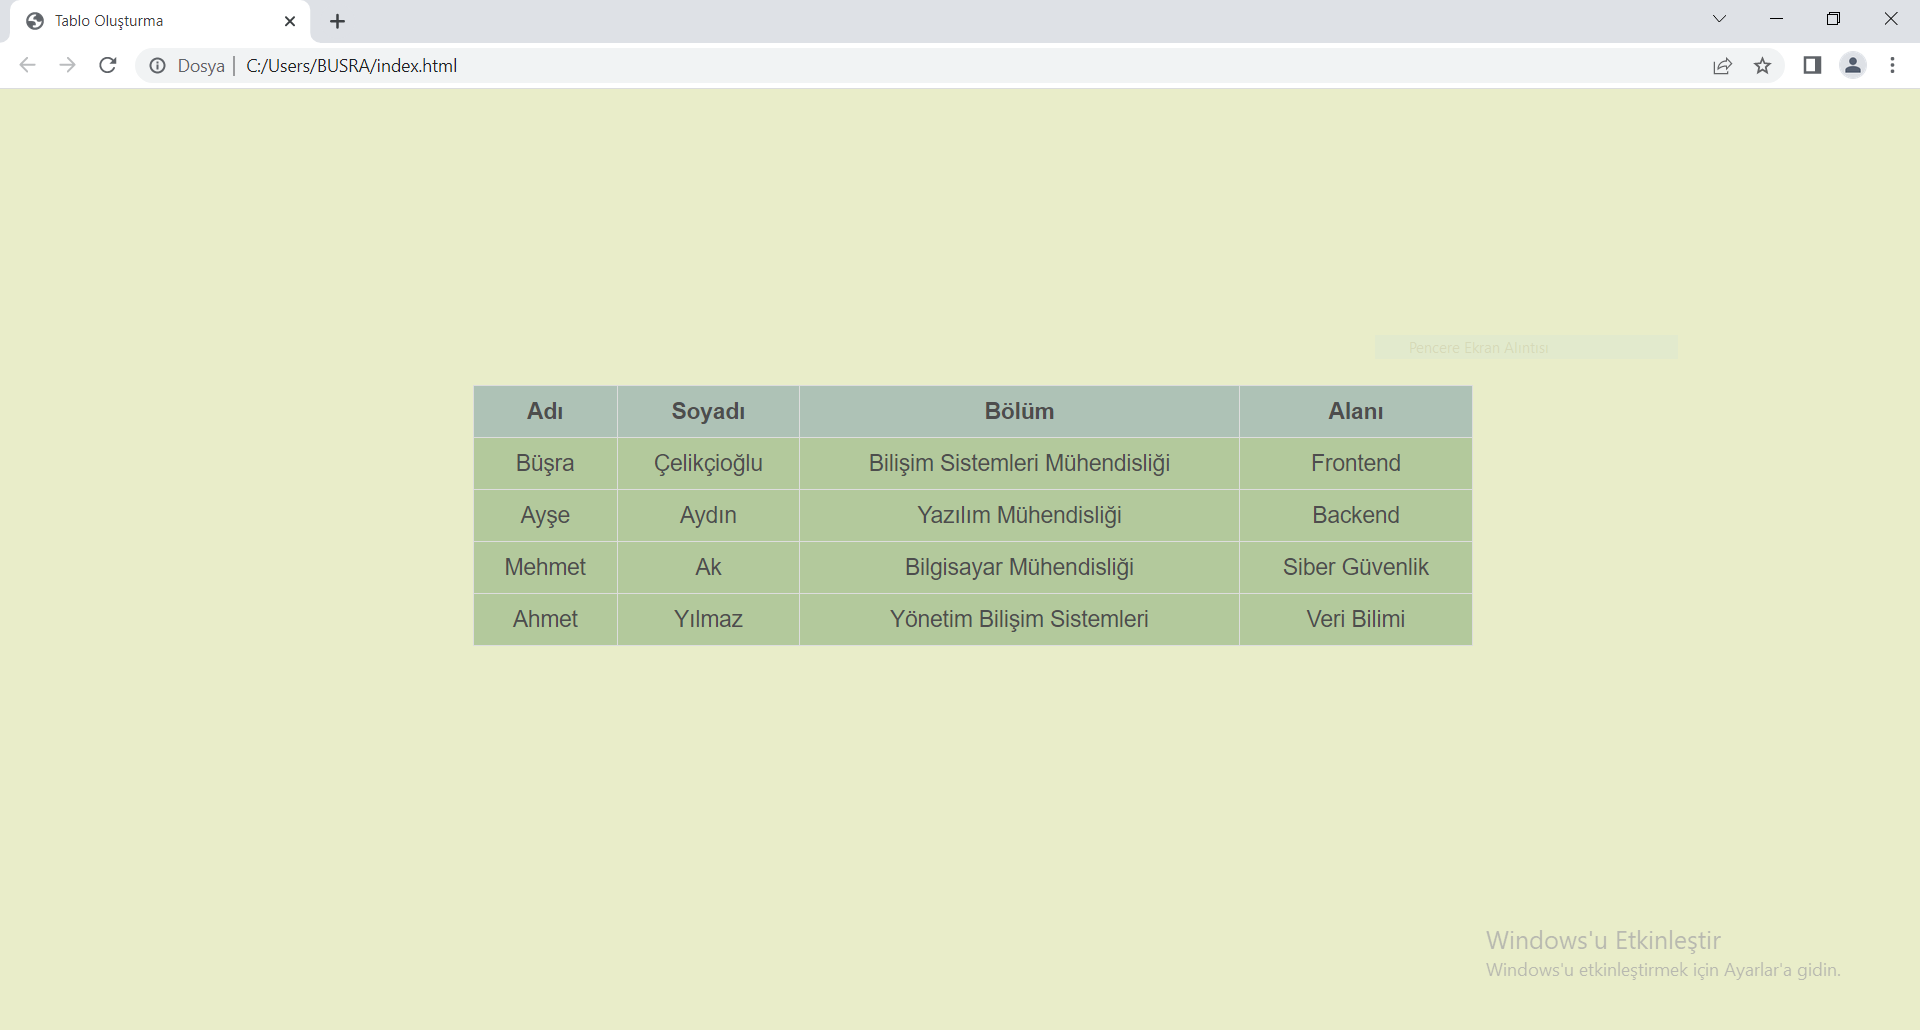 Tablo Oluşturma
Dosya | C:/Users/BUSRA/index.html
Pencere Ekran Alıntısı
Adı Soyadı Bölüm Alanı
Büşra Çelikçioğlu Bilişim Sistemleri Mühendisliği Frontend
Ayşe Aydın Yazılım Mühendisliği Backend
Mehmet Ak Bilgisayar Mühendisliği Siber Güvenlik
Ahmet Yılmaz Yönetim Bilişim Sistemleri Veri Bilimi
Windows'u Etkinleştir
Windows'u etkinleştirmek için Ayarlar'a gidin.